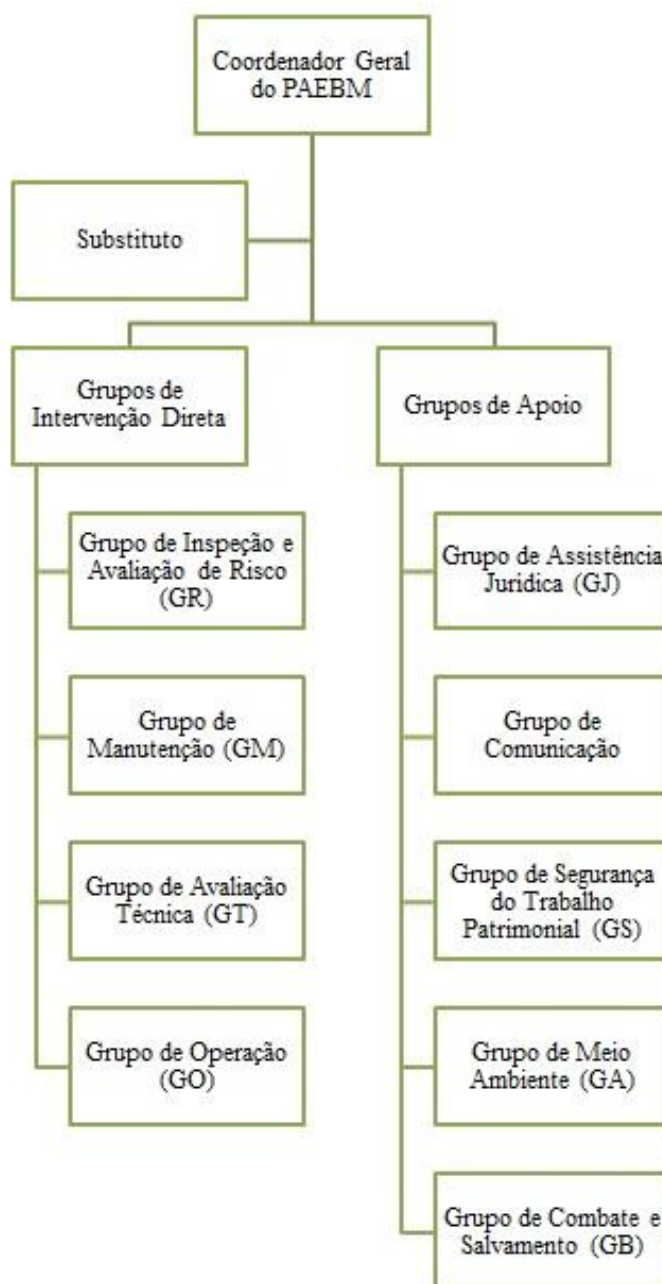 Coordenador Geral
do PAEBM
Substituto
Grupos de
Intervenção Direta
Grupo de Inspeção e
Avaliação de Risco
(GR)
Grupo de
Manutenção (GM)
Grupo de Avaliação
Técnica (GT)
Grupo de Operação
(GO)
Grupos de Apoio
Grupo de Assistência
Jurídica (GJ)
Grupo de
Comunicação
Grupo de Segurança
do Trabalho
Patrimonial (GS)
Grupo de Meio
Ambiente (GA)
Grupo de Combate e
Salvamento (GB)